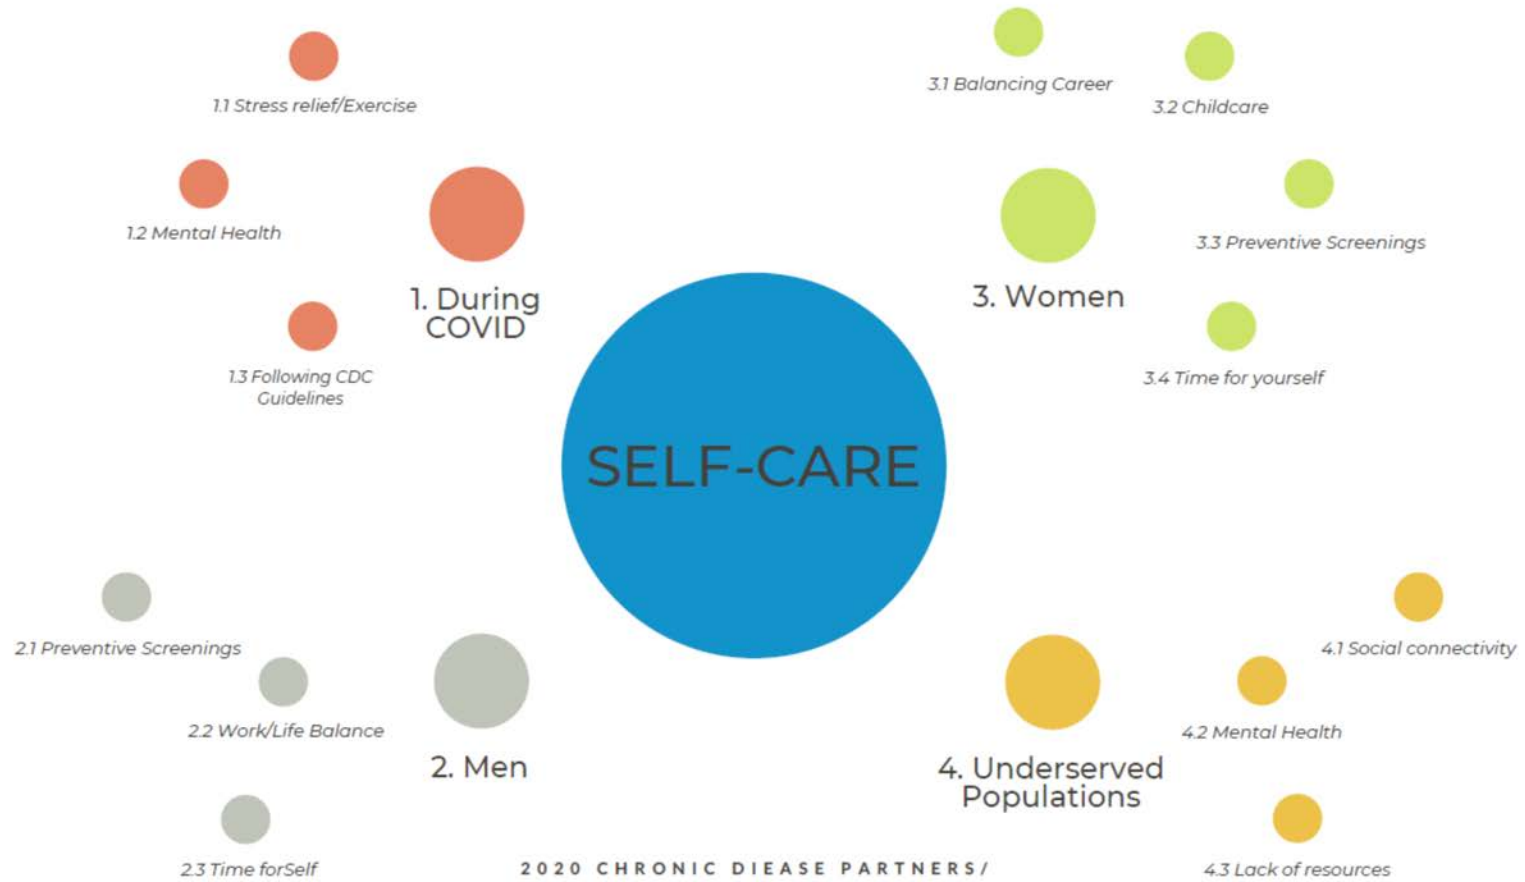 1.1 Stress relief/Exercise
1.2 Mental Health
1. During
COVID
1.3 Following CDC
Guidelines
3.1 Balancing Career
3.2 Childcare
3.3 Preventive Screenings
3. Women
3.4 Time for yourself
SELF-CARE
2.1 Preventive Screenings
2.2 Work/Life Balance
2. Men
2.3 Time forSelf
4.1 Social connectivity
4.2 Mental Health
4. Underserved
Populations
4.3 Lack of resources
2020 CHRONIC DIEASE PARTNERS/